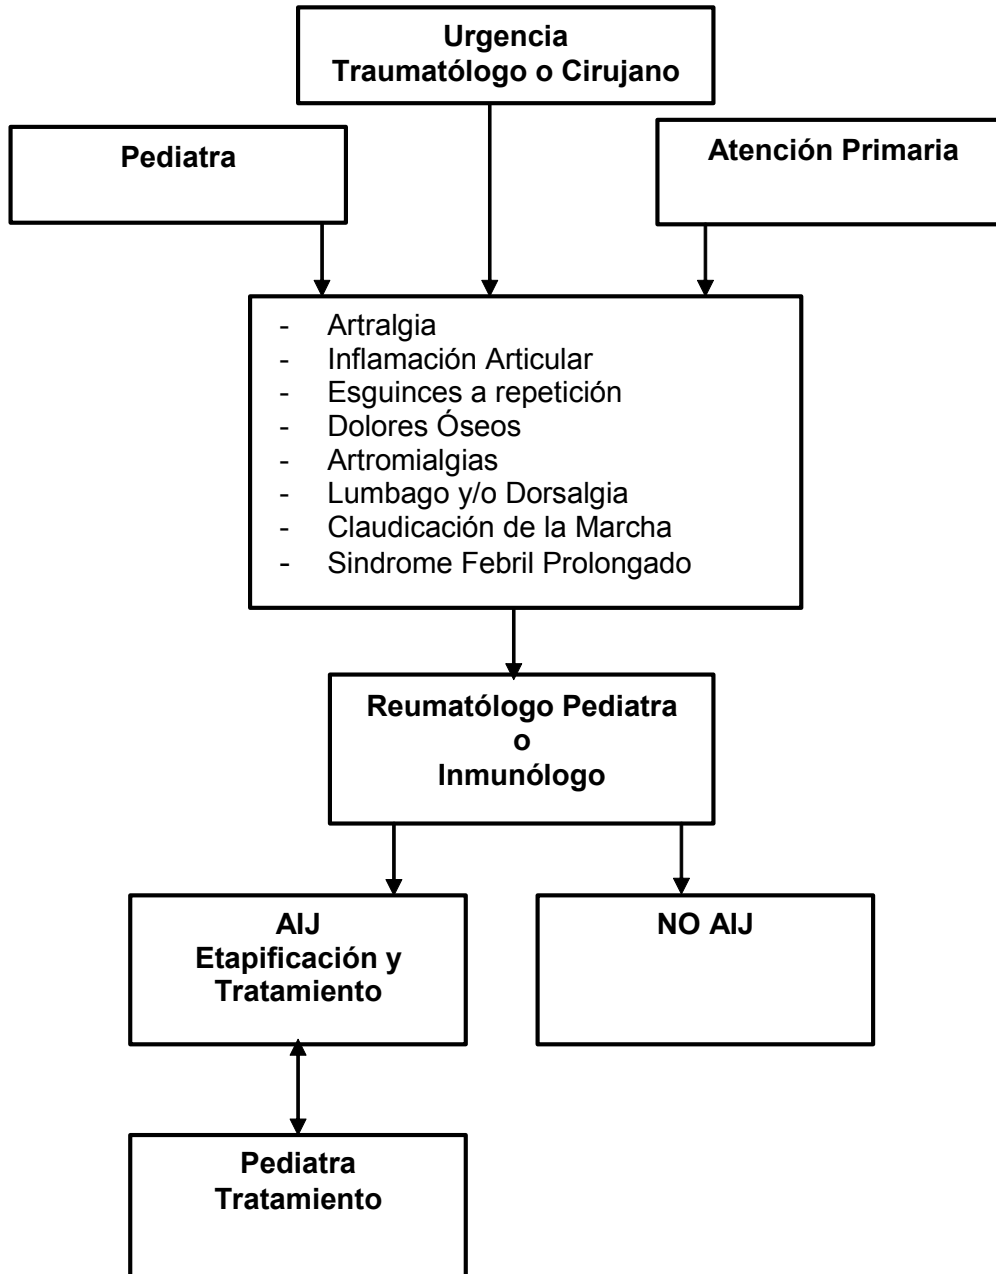 Urgencia
Traumatólogo o Cirujano
Pediatra
Atención Primaria
- Artralgia
- Inflamación Articular
- Esguinces a repetición
- Dolores Óseos
- Artromialgias
- Lumbago y/o Dorsalgia
- Claudicación de la Marcha
- Sindrome Febril Prolongado
Reumatólogo Pediatra
o
Inmunólogo
AIJ
Etapificación y
Tratamiento
NO AIJ
Pediatra
Tratamiento